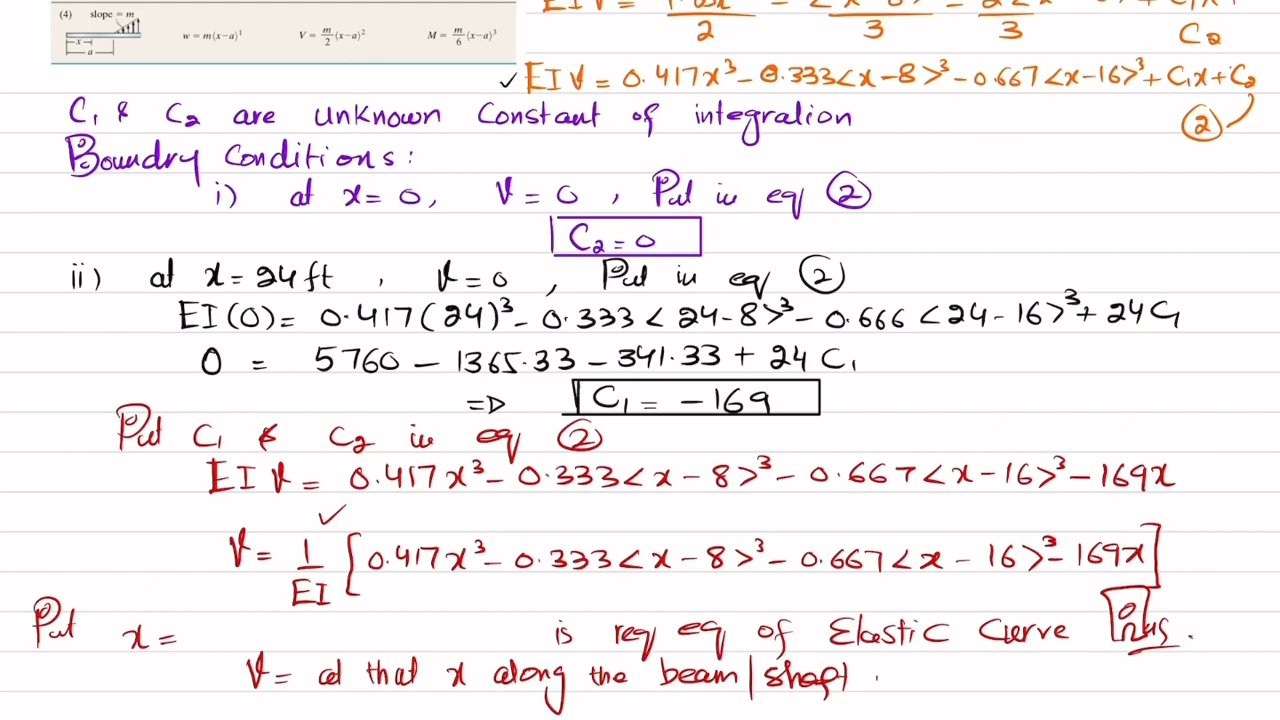 (4) slope = m
w = m⟨x−a⟩¹ V = m/2 ⟨x−a⟩² M = m/6 ⟨x−a⟩³
x
a
2 3 3 C₂
✓ EIV = 0.417x³ − 0.333<x−8>³ − 0.667<x−16>³ + C₁x + C₂
②
C₁ & C₂ are unknown Constant of integralion
Boundry Conditions:
i) at x = 0, V = 0, Put in eq ②
C₂ = 0
ii) at x = 24 ft, V = 0, Put in eq ②
EI(0) = 0.417(24)³ − 0.333<24−8>³ − 0.666<24−16>³ + 24C₁
0 = 5760 − 1365.33 − 341.33 + 24C₁
=> C₁ = −169
Put C₁ & C₂ in eq ②
EIV = 0.417x³ − 0.333<x−8>³ − 0.667<x−16>³ − 169x
✓
V = 1/EI [0.417x³ − 0.333<x−8>³ − 0.667<x−16>³ − 169x]
Put x = is req eq of Elastic Curve
V = at that x along the beam | shaft.